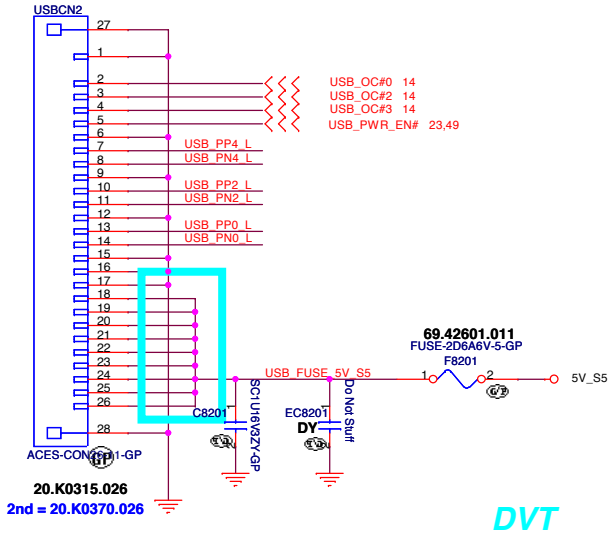 USBCN2
27
1
2
3
4
5
6
7
8
9
10
11
12
13
14
15
16
17
18
19
20
21
22
23
24
25
26
28
USB_OC#0 14
USB_OC#2 14
USB_OC#3 14
USB_PWR_EN# 23,49
USB_PP4_L
USB_PN4_L
USB_PP2_L
USB_PN2_L
USB_PP0_L
USB_PN0_L
69.42601.011
FUSE-2D6A6V-5-GP
F8201
1
2
5V_S5
USB_FUSE_5V_S5
C8201
1
SC1U16V3ZY-GP
EC8201
1
DY
Do Not Stuff
GP
20.K0315.026
2nd = 20.K0370.026
DVT